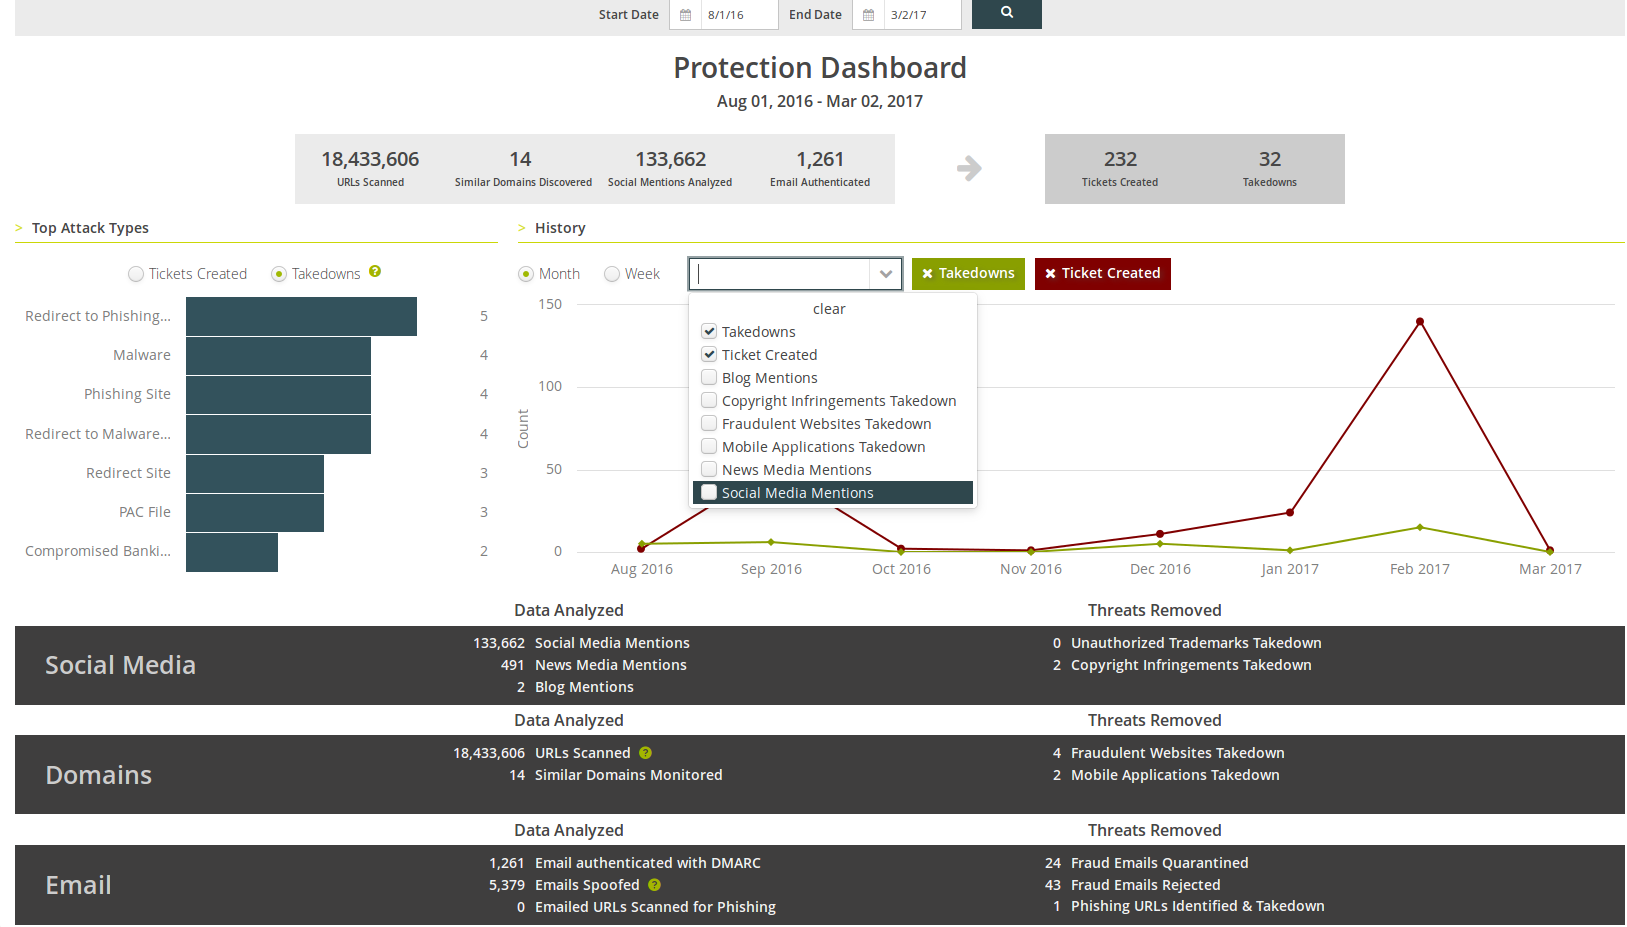 Start Date 8/1/16 End Date 3/2/17
Protection Dashboard
Aug 01, 2016 - Mar 02, 2017
18,433,606 14 133,662 1,261 232 32
URLs Scanned Similar Domains Discovered Social Mentions Analyzed Email Authenticated Tickets Created Takedowns
> Top Attack Types
Tickets Created Takedowns ?
Redirect to Phishing... 5
Malware 4
Phishing Site 4
Redirect to Malware... 4
Redirect Site 3
PAC File 3
Compromised Banki... 2
> History
Month Week × Takedowns × Ticket Created
clear
Takedowns
Ticket Created
Blog Mentions
Copyright Infringements Takedown
Fraudulent Websites Takedown
Mobile Applications Takedown
News Media Mentions
Social Media Mentions
150
100
50
0
Count
Aug 2016 Sep 2016 Oct 2016 Nov 2016 Dec 2016 Jan 2017 Feb 2017 Mar 2017
Data Analyzed Threats Removed
Social Media
133,662 Social Media Mentions
491 News Media Mentions
2 Blog Mentions
0 Unauthorized Trademarks Takedown
2 Copyright Infringements Takedown
Data Analyzed Threats Removed
Domains
18,433,606 URLs Scanned ?
14 Similar Domains Monitored
4 Fraudulent Websites Takedown
2 Mobile Applications Takedown
Data Analyzed Threats Removed
Email
1,261 Email authenticated with DMARC
5,379 Emails Spoofed ?
0 Emailed URLs Scanned for Phishing
24 Fraud Emails Quarantined
43 Fraud Emails Rejected
1 Phishing URLs Identified & Takedown